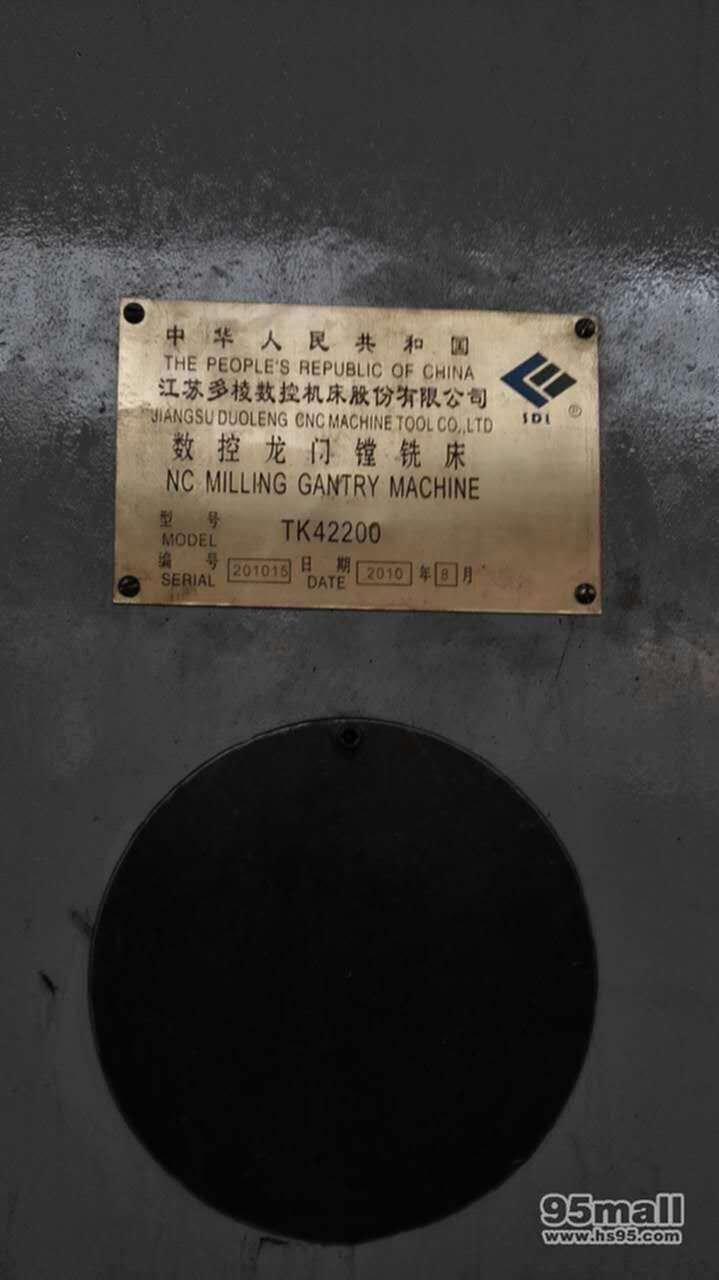 中华人民共和国
THE PEOPLE'S REPUBLIC OF CHINA
江苏多棱数控机床股份有限公司
JIANGSU DUOLENG CNC MACHINE TOOL CO.,LTD
SDL ®
数控龙门镗铣床
NC MILLING GANTRY MACHINE
型号 TK42200
MODEL
编号 201015 日期 2010 年 8 月
SERIAL DATE
95mall
www.hs95.com